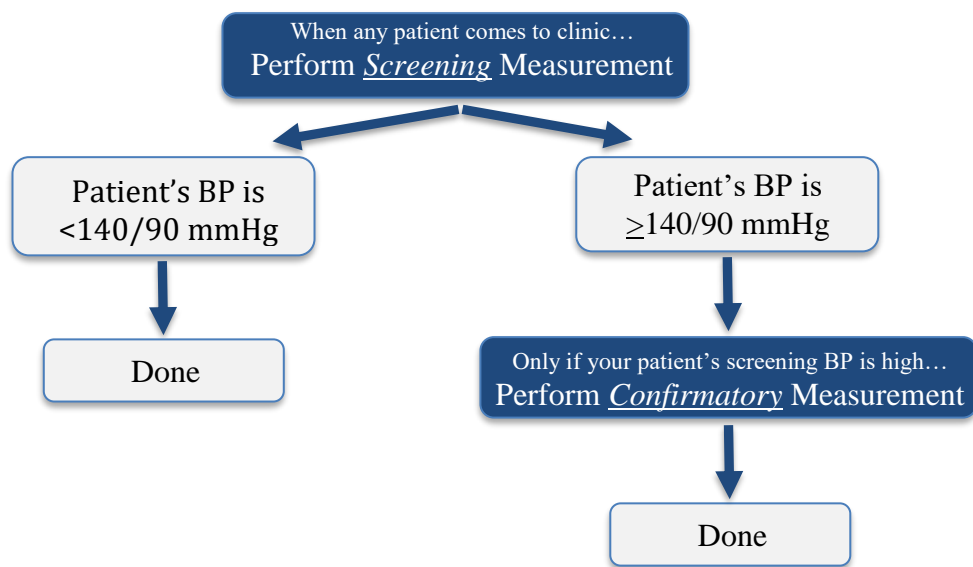 When any patient comes to clinic…
Perform Screening Measurement
Patient's BP is
<140/90 mmHg
Patient’s BP is
≥140/90 mmHg
Done
Only if your patient’s screening BP is high…
Perform Confirmatory Measurement
Done